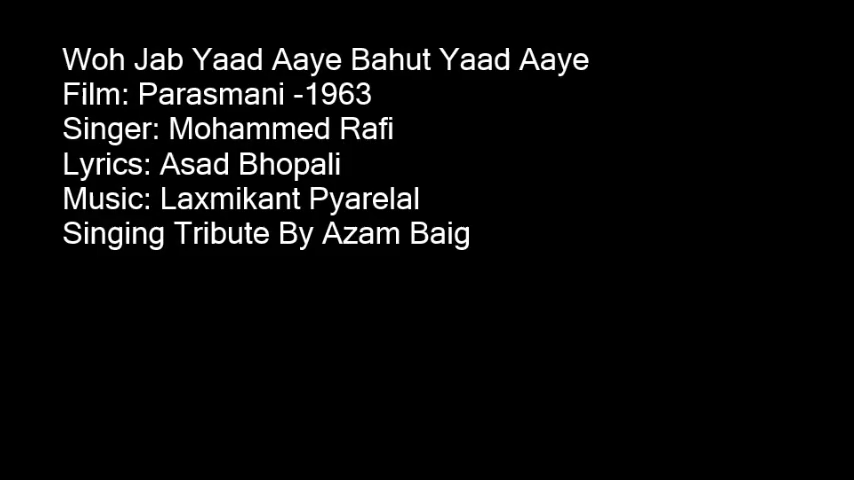 Woh Jab Yaad Aaye Bahut Yaad Aaye
Film: Parasmani -1963
Singer: Mohammed Rafi
Lyrics: Asad Bhopali
Music: Laxmikant Pyarelal
Singing Tribute By Azam Baig